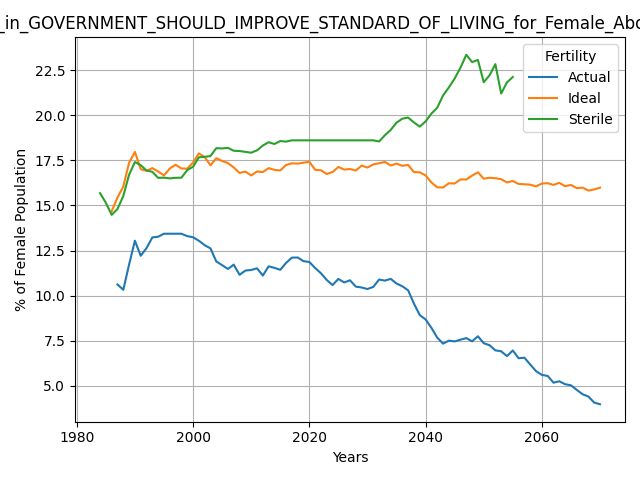 _in_GOVERNMENT_SHOULD_IMPROVE_STANDARD_OF_LIVING_for_Female_Abo
Fertility
Actual
Ideal
Sterile
% of Female Population
22.5
20.0
17.5
15.0
12.5
10.0
7.5
5.0
1980
2000
2020
2040
2060
Years